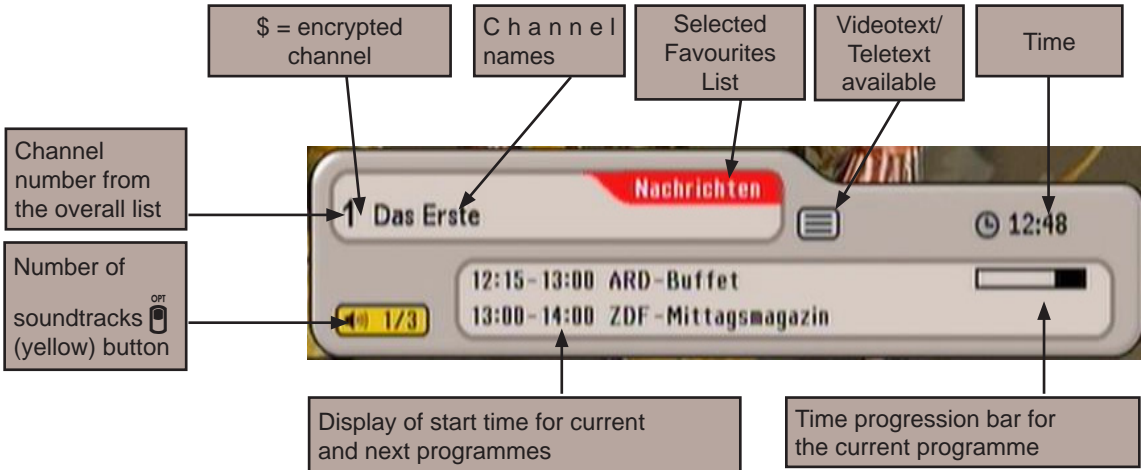 $ = encrypted
channel
C h a n n e l
names
Selected
Favourites
List
Videotext/
Teletext
available
Time
Channel
number from
the overall list
Number of
OPT
soundtracks
(yellow) button
Nachrichten
1 Das Erste
12:48
12:15-13:00 ARD-Buffet
1/3
13:00-14:00 ZDF-Mittagsmagazin
Display of start time for current
and next programmes
Time progression bar for
the current programme